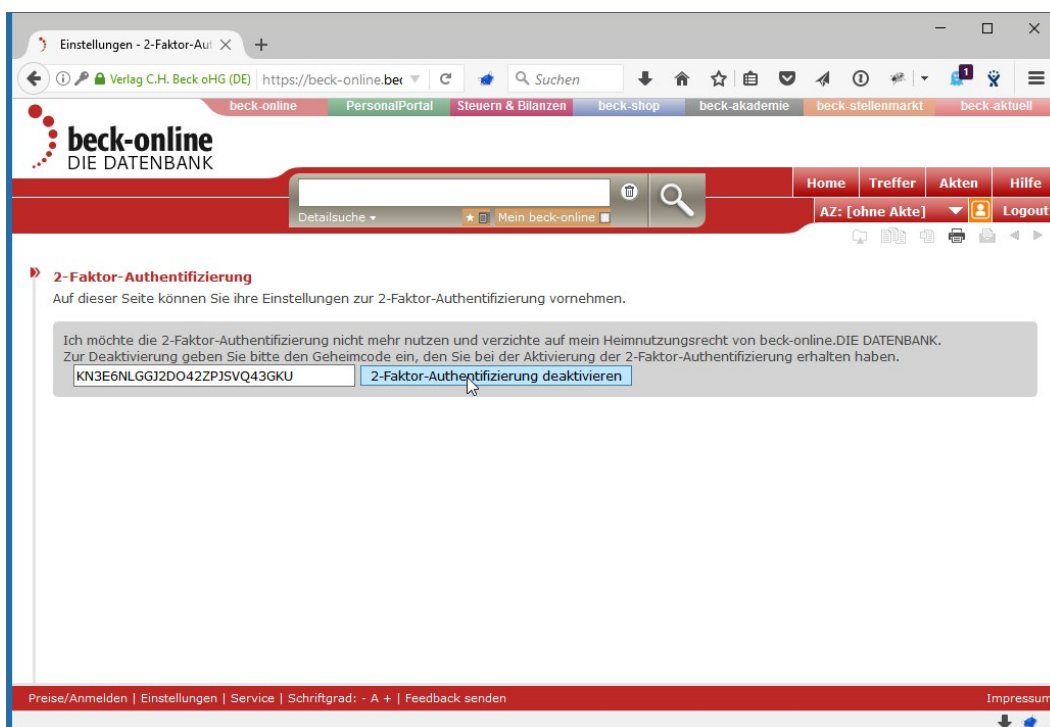 Einstellungen - 2-Faktor-Aut
Verlag C.H. Beck oHG (DE) https://beck-online.bec Suchen 1
beck-online PersonalPortal Steuern & Bilanzen beck-shop beck-akademie beck-stellenmarkt beck-aktuell
beck-online
DIE DATENBANK
Home Treffer Akten Hilfe
Detailsuche Mein beck-online
AZ: [ohne Akte] Logout
2-Faktor-Authentifizierung
Auf dieser Seite können Sie ihre Einstellungen zur 2-Faktor-Authentifizierung vornehmen.
Ich möchte die 2-Faktor-Authentifizierung nicht mehr nutzen und verzichte auf mein Heimnutzungsrecht von beck-online.DIE DATENBANK.
Zur Deaktivierung geben Sie bitte den Geheimcode ein, den Sie bei der Aktivierung der 2-Faktor-Authentifizierung erhalten haben.
KN3E6NLGGJ2DO42ZPJSVQ43GKU 2-Faktor-Authentifizierung deaktivieren
Preise/Anmelden | Einstellungen | Service | Schriftgrad: - A + | Feedback senden Impressum